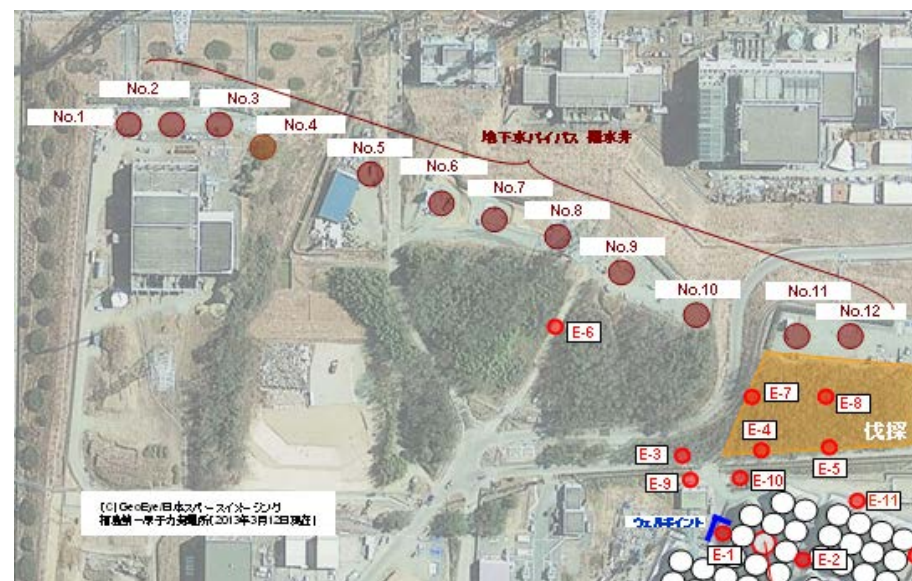 No.1
No.2
No.3
No.4
No.5
No.6
No.7
No.8
No.9
No.10
No.11
No.12
地下水バイパス 揚水井
E-6
E-7
E-8
伐採
E-4
E-5
E-3
E-9
E-10
E-11
ウェルポイント
E-1
E-2
(C)GeoEye/日本スペースイメージング
福島第一原子力発電所(2013年3月12日現在)